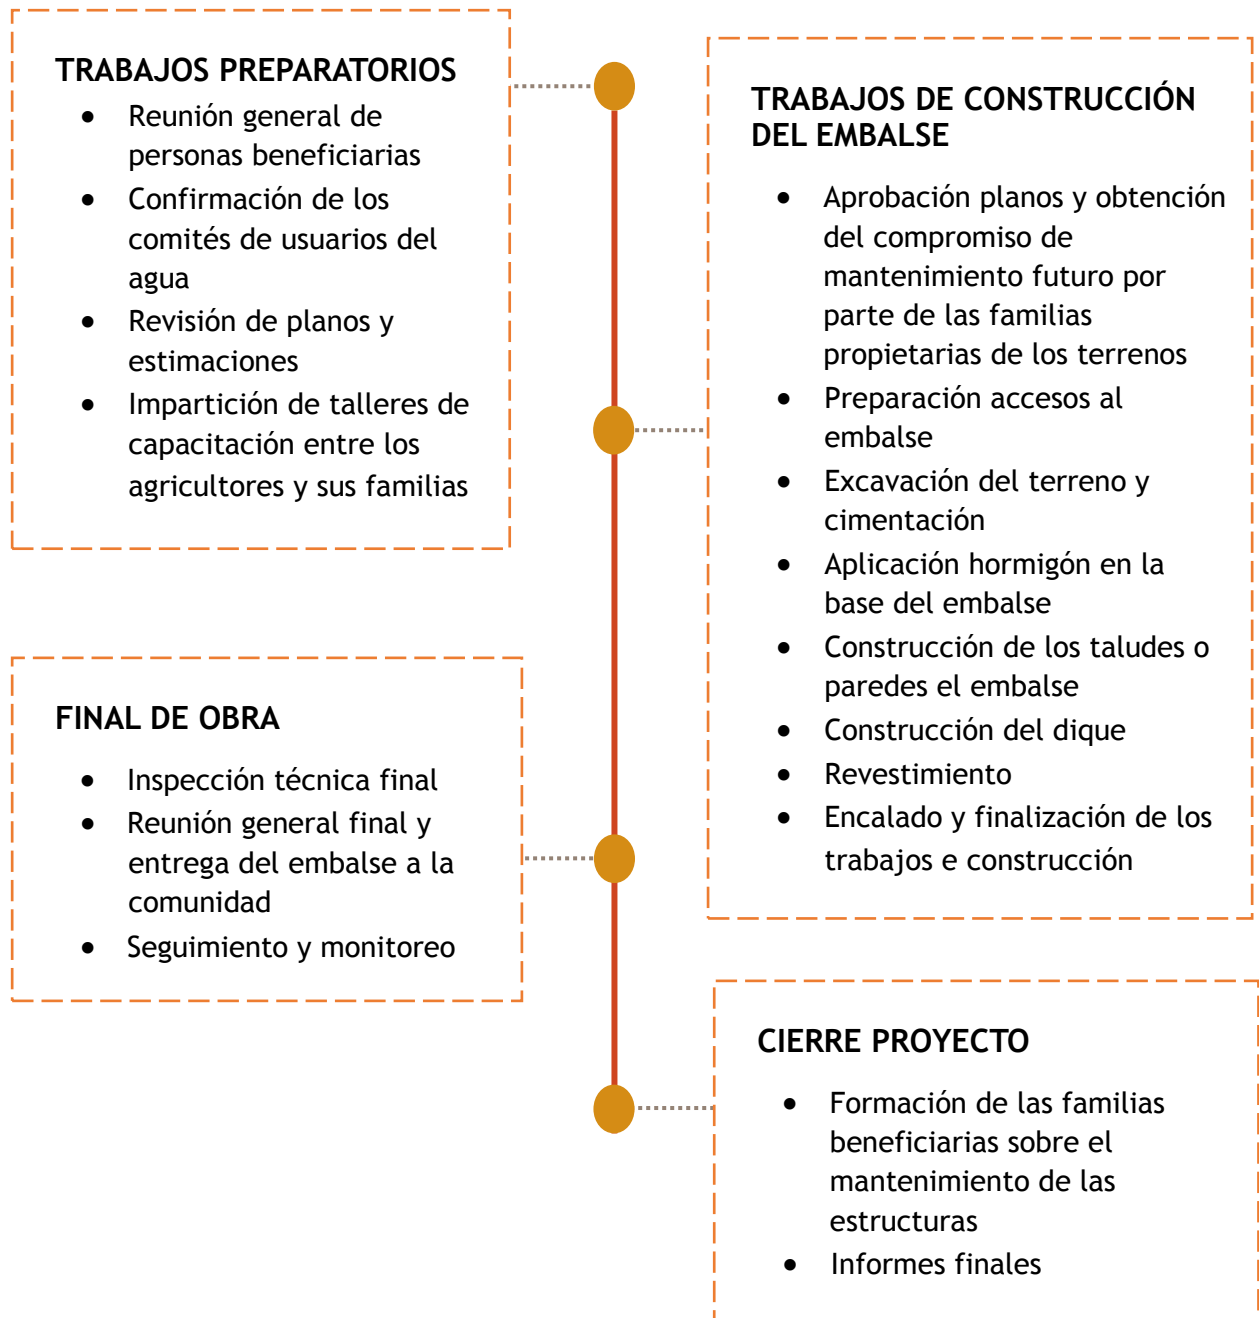 TRABAJOS PREPARATORIOS
• Reunión general de
personas beneficiarias
• Confirmación de los
comités de usuarios del
agua
• Revisión de planos y
estimaciones
• Impartición de talleres de
capacitación entre los
agricultores y sus familias
TRABAJOS DE CONSTRUCCIÓN
DEL EMBALSE
• Aprobación planos y obtención
del compromiso de
mantenimiento futuro por
parte de las familias
propietarias de los terrenos
• Preparación accesos al
embalse
• Excavación del terreno y
cimentación
• Aplicación hormigón en la
base del embalse
• Construcción de los taludes o
paredes el embalse
• Construcción del dique
• Revestimiento
• Encalado y finalización de los
trabajos e construcción
FINAL DE OBRA
• Inspección técnica final
• Reunión general final y
entrega del embalse a la
comunidad
• Seguimiento y monitoreo
CIERRE PROYECTO
• Formación de las familias
beneficiarias sobre el
mantenimiento de las
estructuras
• Informes finales